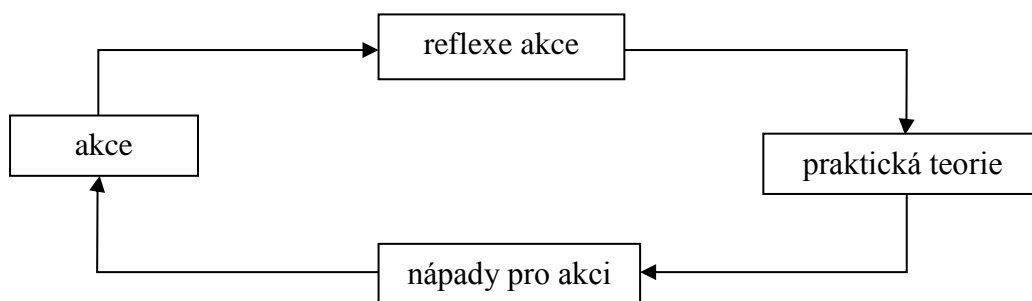 reflexe akce
akce
praktická teorie
nápady pro akci